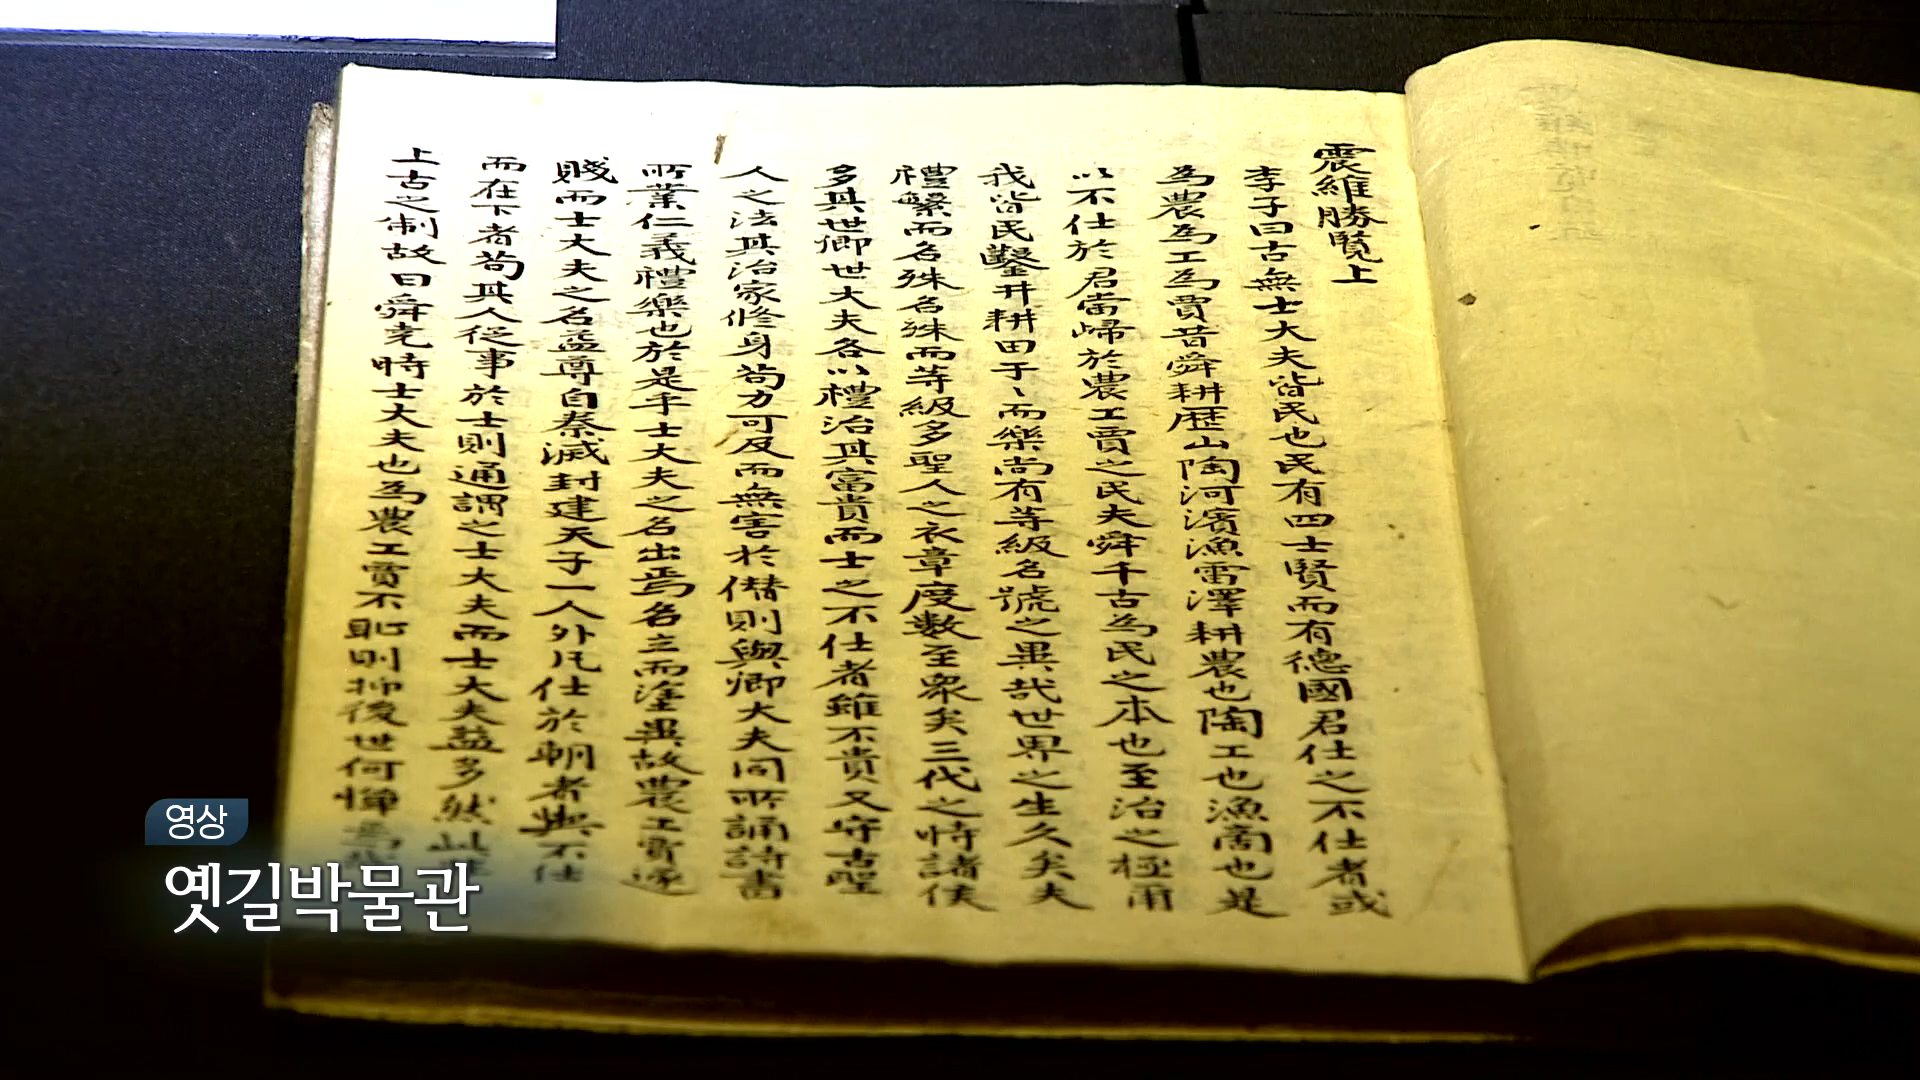 震維勝覧上
李子曰古無士大夫皆民也民有四士賢而有德國君仕之不仕者或
為農為工為賈昔舜耕歷山陶河濱漁雷澤耕農也陶工也漁啇也是
以不仕於君當歸於農工賈之民夫舜千古為民之本也至治之極用
我皆民鑿井耕田于〻而樂尚有等級名號之異哉世界之生久矣夫
禮繁而名殊名殊而等級多聖人之衣章度數至衆矣三代之時諸侯
多其世卿世大夫各以禮治其富貴而士之不仕者雖不貴又守古聖
人之法其治家修身苟力可及而無害於僣則與卿大夫同所誦詩書
所業仁義禮樂也於是乎士大夫之名出焉名立而塗異故農工賈遂
賤而士大夫之名益尊自秦滅封建天子一人外凡仕於朝者與不仕
而在下者苟其人從事於士則通謂之士大夫而士大夫益多然此非
上古之制故曰舜堯時士大夫也為農工賈不恥則抑後世何憚為
영상
옛길박물관